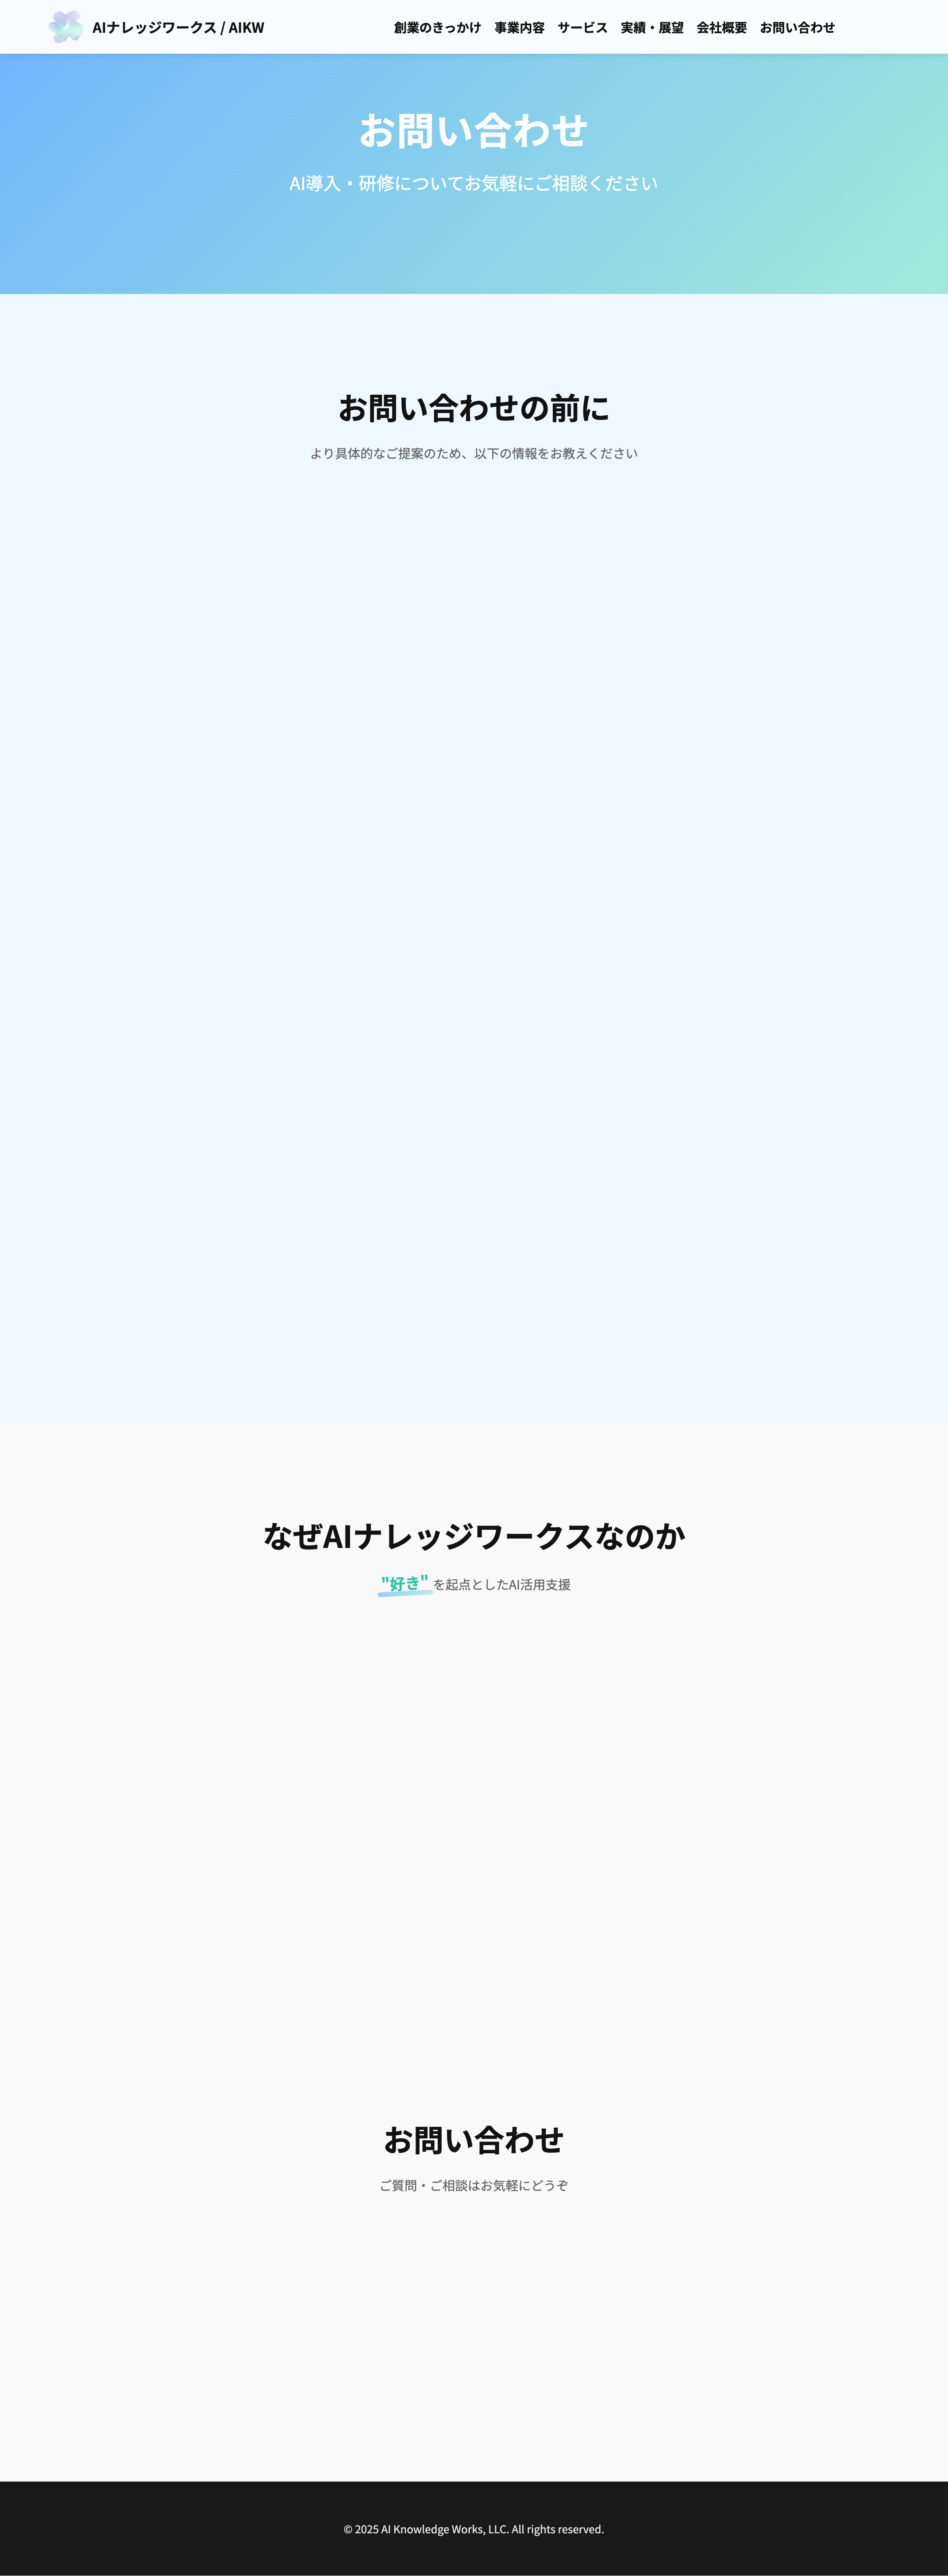 AIナレッジワークス / AIKW
創業のきっかけ 事業内容 サービス 実績・展望 会社概要 お問い合わせ
お問い合わせ
AI導入・研修についてお気軽にご相談ください
お問い合わせの前に
より具体的なご提案のため、以下の情報をお教えください
なぜAIナレッジワークスなのか
"好き"を起点としたAI活用支援
お問い合わせ
ご質問・ご相談はお気軽にどうぞ
© 2025 AI Knowledge Works, LLC. All rights reserved.